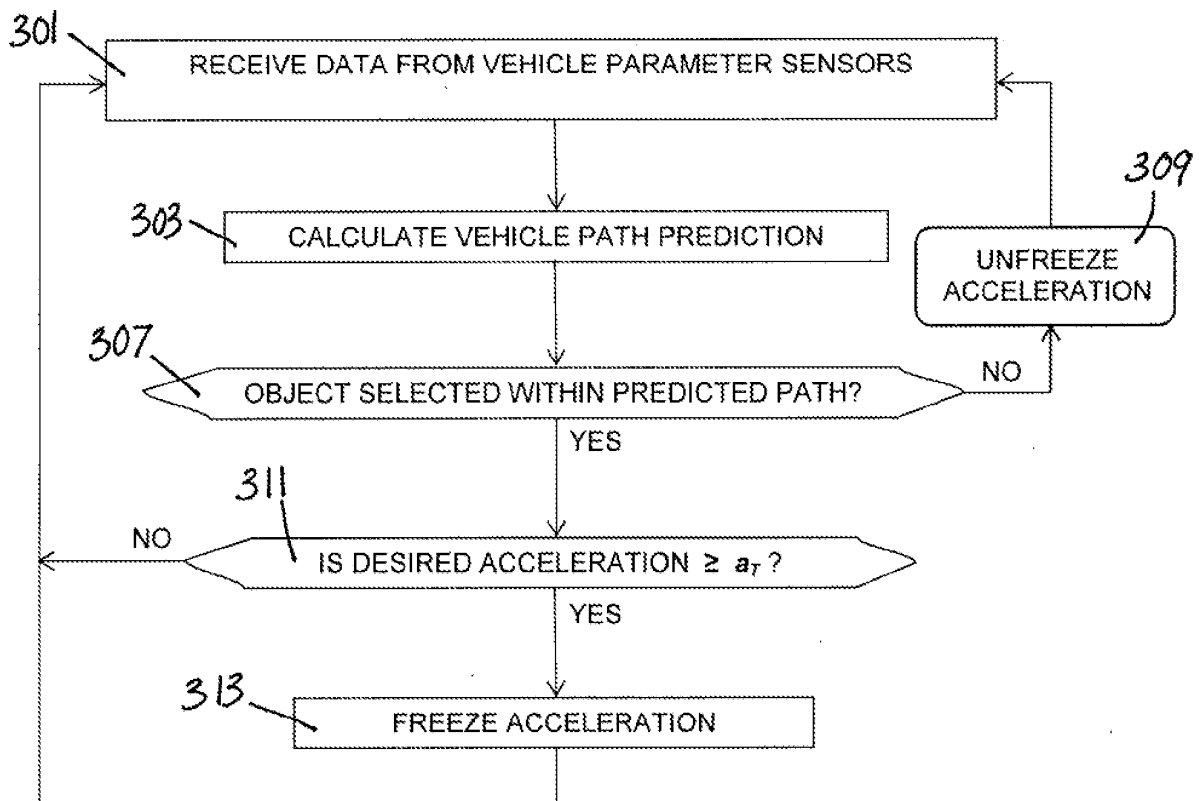 301
RECEIVE DATA FROM VEHICLE PARAMETER SENSORS
309
303
CALCULATE VEHICLE PATH PREDICTION
UNFREEZE
ACCELERATION
307
OBJECT SELECTED WITHIN PREDICTED PATH?
NO
YES
311
NO
IS DESIRED ACCELERATION ≥ aT ?
YES
313
FREEZE ACCELERATION